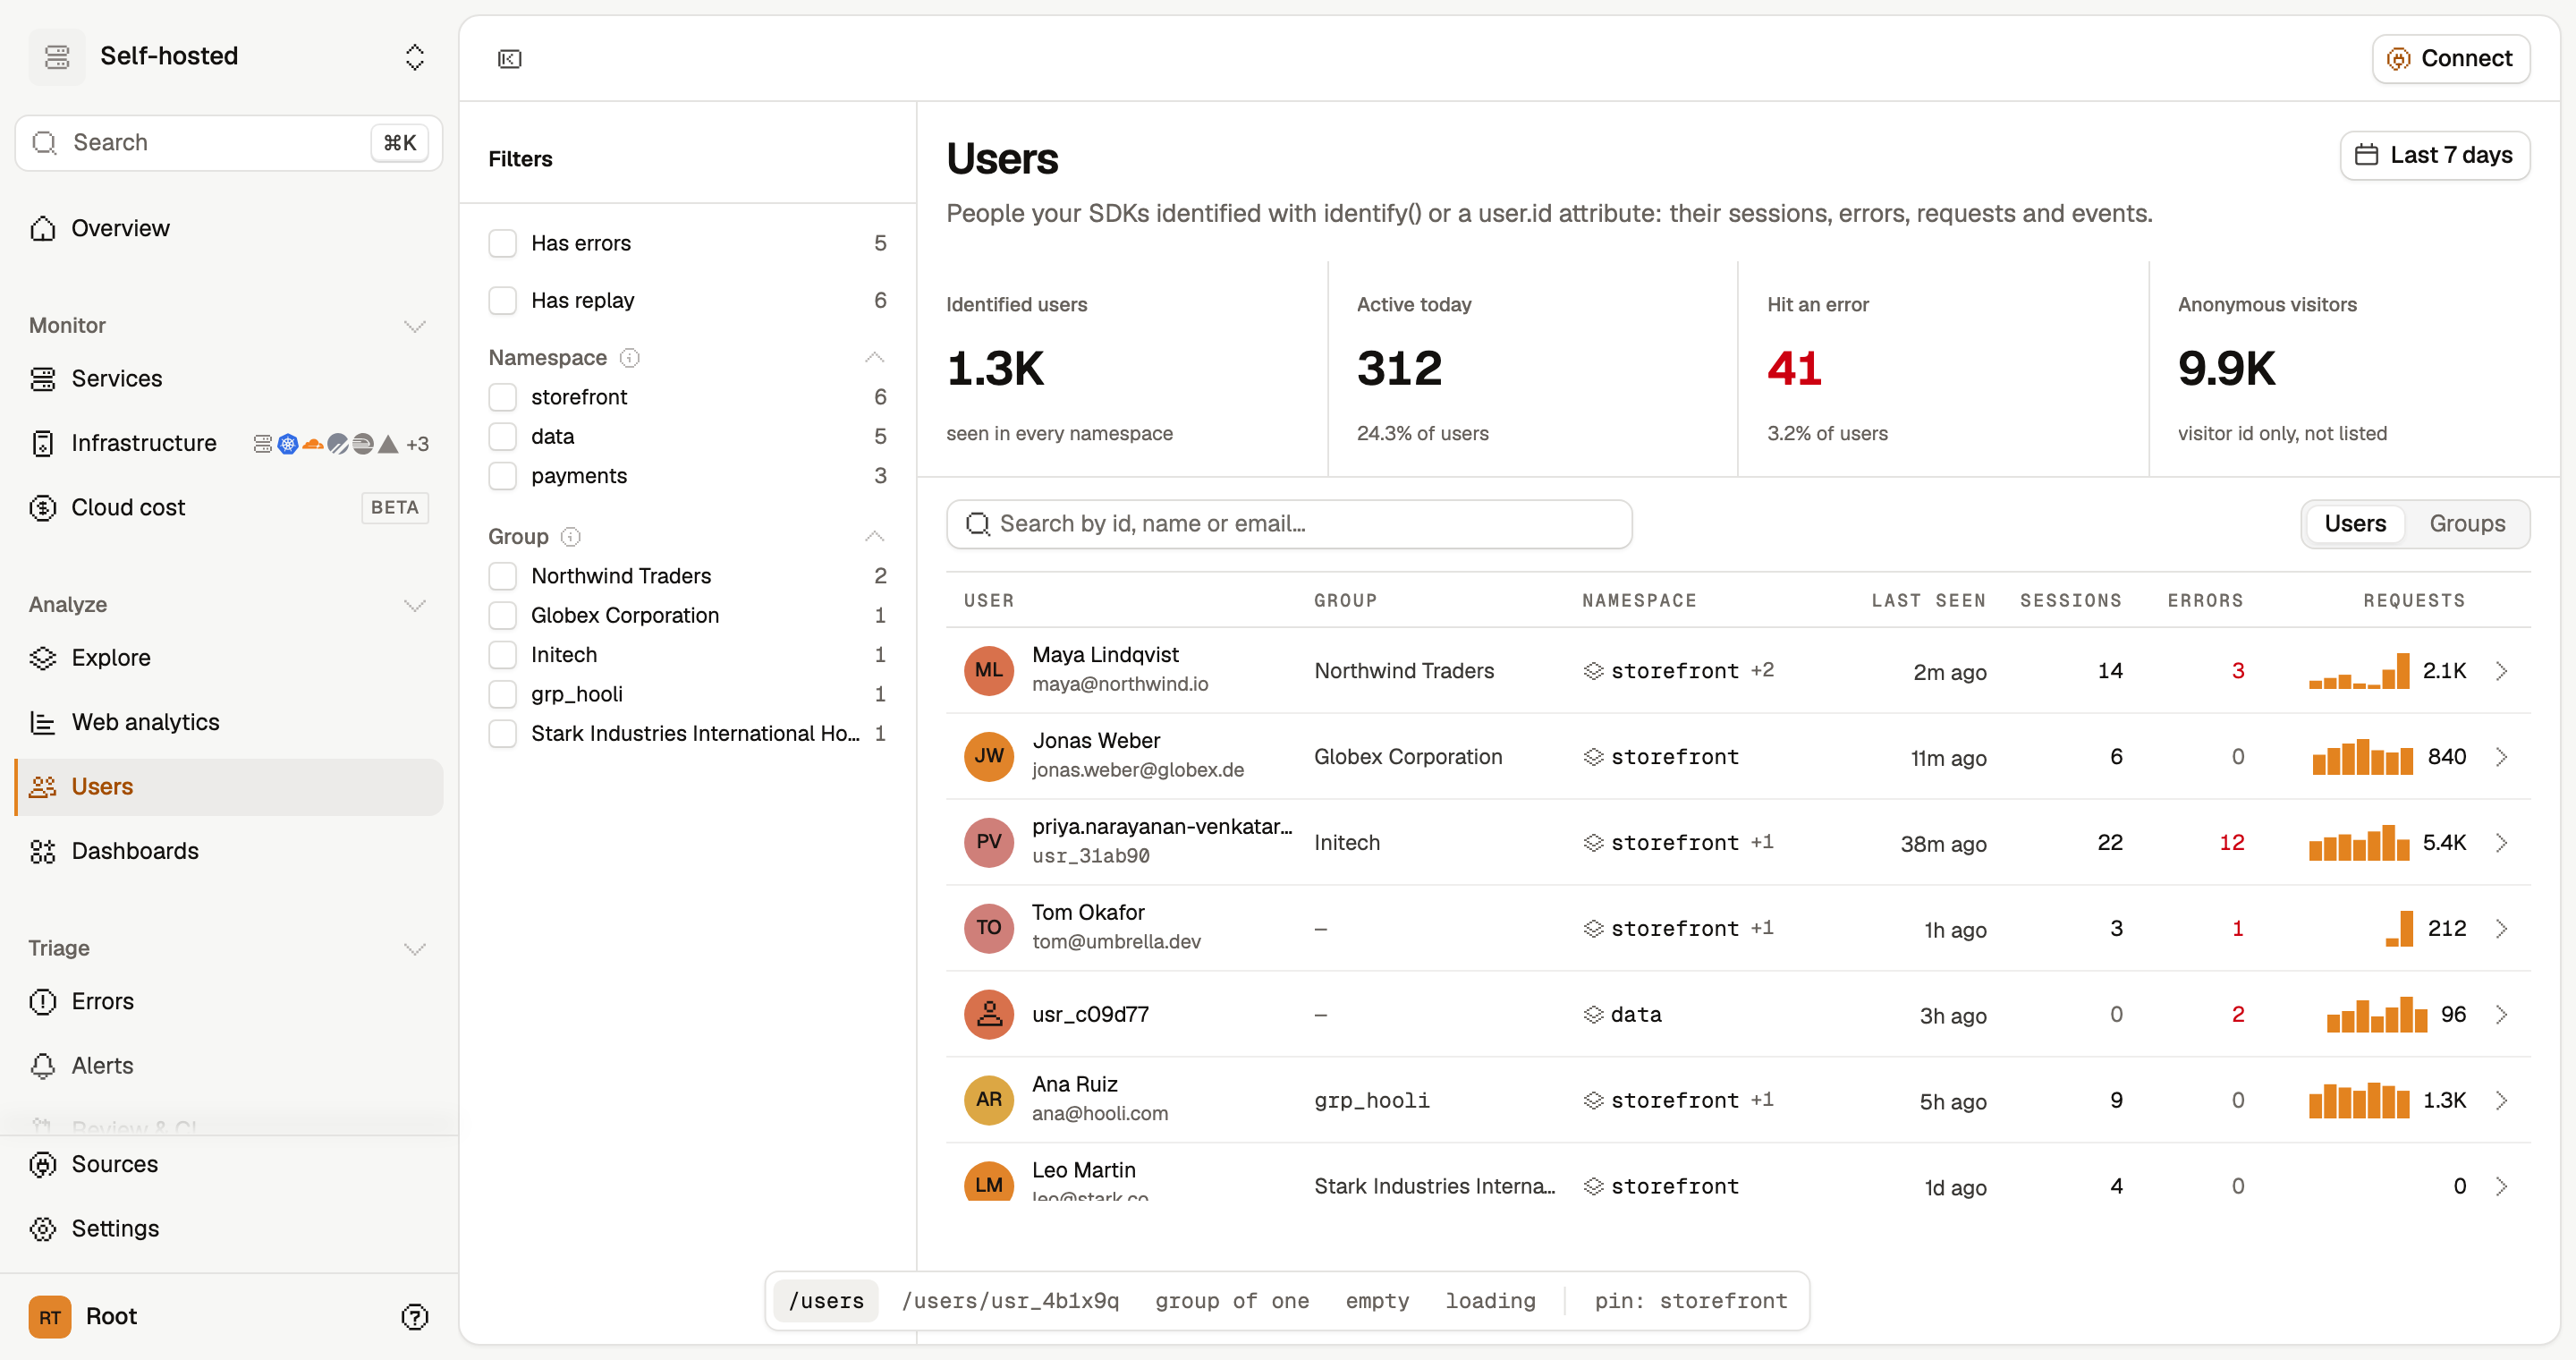 Self-hosted
Search ⌘K
Overview
Monitor
Services
Infrastructure +3
Cloud cost BETA
Analyze
Explore
Web analytics
Users
Dashboards
Triage
Errors
Alerts
Review & CI
Sources
Settings
RT Root
Connect
Filters
Has errors 5
Has replay 6
Namespace
storefront 6
data 5
payments 3
Group
Northwind Traders 2
Globex Corporation 1
Initech 1
grp_hooli 1
Stark Industries International Ho... 1
Users
Last 7 days
People your SDKs identified with identify() or a user.id attribute: their sessions, errors, requests and events.
Identified users
1.3K
seen in every namespace
Active today
312
24.3% of users
Hit an error
41
3.2% of users
Anonymous visitors
9.9K
visitor id only, not listed
Search by id, name or email...
Users Groups
USER GROUP NAMESPACE LAST SEEN SESSIONS ERRORS REQUESTS
ML Maya Lindqvist
maya@northwind.io
Northwind Traders storefront +2 2m ago 14 3 2.1K
JW Jonas Weber
jonas.weber@globex.de
Globex Corporation storefront 11m ago 6 0 840
PV priya.narayanan-venkatar...
usr_31ab90
Initech storefront +1 38m ago 22 12 5.4K
TO Tom Okafor
tom@umbrella.dev
– storefront +1 1h ago 3 1 212
usr_c09d77 – data 3h ago 0 2 96
AR Ana Ruiz
ana@hooli.com
grp_hooli storefront +1 5h ago 9 0 1.3K
LM Leo Martin
leo@stark.co
Stark Industries Interna... storefront 1d ago 4 0 0
/users /users/usr_4b1x9q group of one empty loading pin: storefront